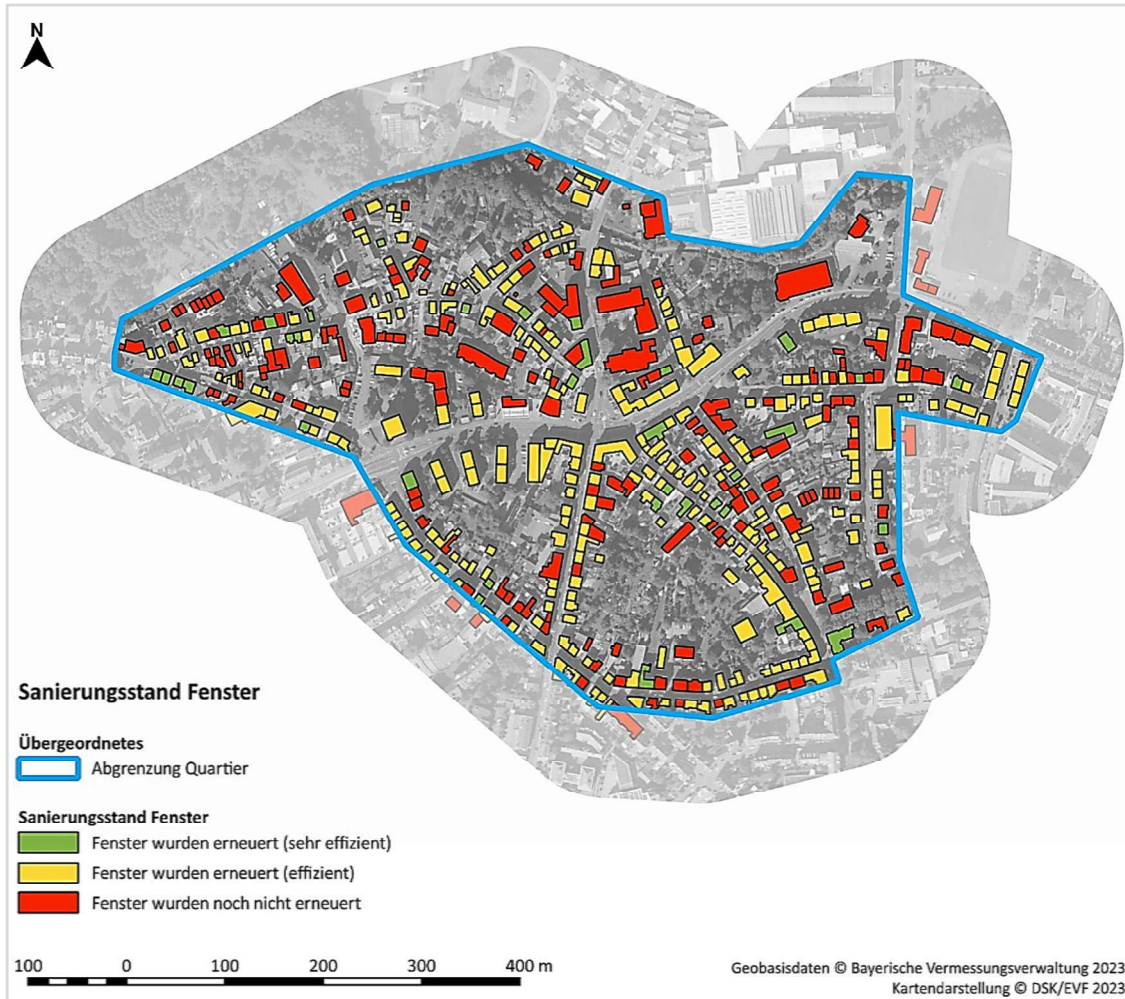 N
Sanierungsstand Fenster
Übergeordnetes
Abgrenzung Quartier
Sanierungsstand Fenster
Fenster wurden erneuert (sehr effizient)
Fenster wurden erneuert (effizient)
Fenster wurden noch nicht erneuert
100 0 100 200 300 400 m
Geobasisdaten © Bayerische Vermessungsverwaltung 2023
Kartendarstellung © DSK/EVF 2023